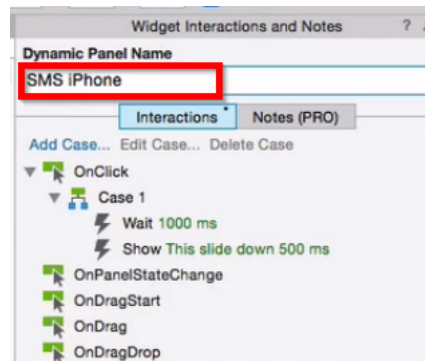 Widget Interactions and Notes ?
Dynamic Panel Name
SMS iPhone
Interactions * Notes (PRO)
Add Case... Edit Case... Delete Case
OnClick
Case 1
Wait 1000 ms
Show This slide down 500 ms
OnPanelStateChange
OnDragStart
OnDrag
OnDragDrop